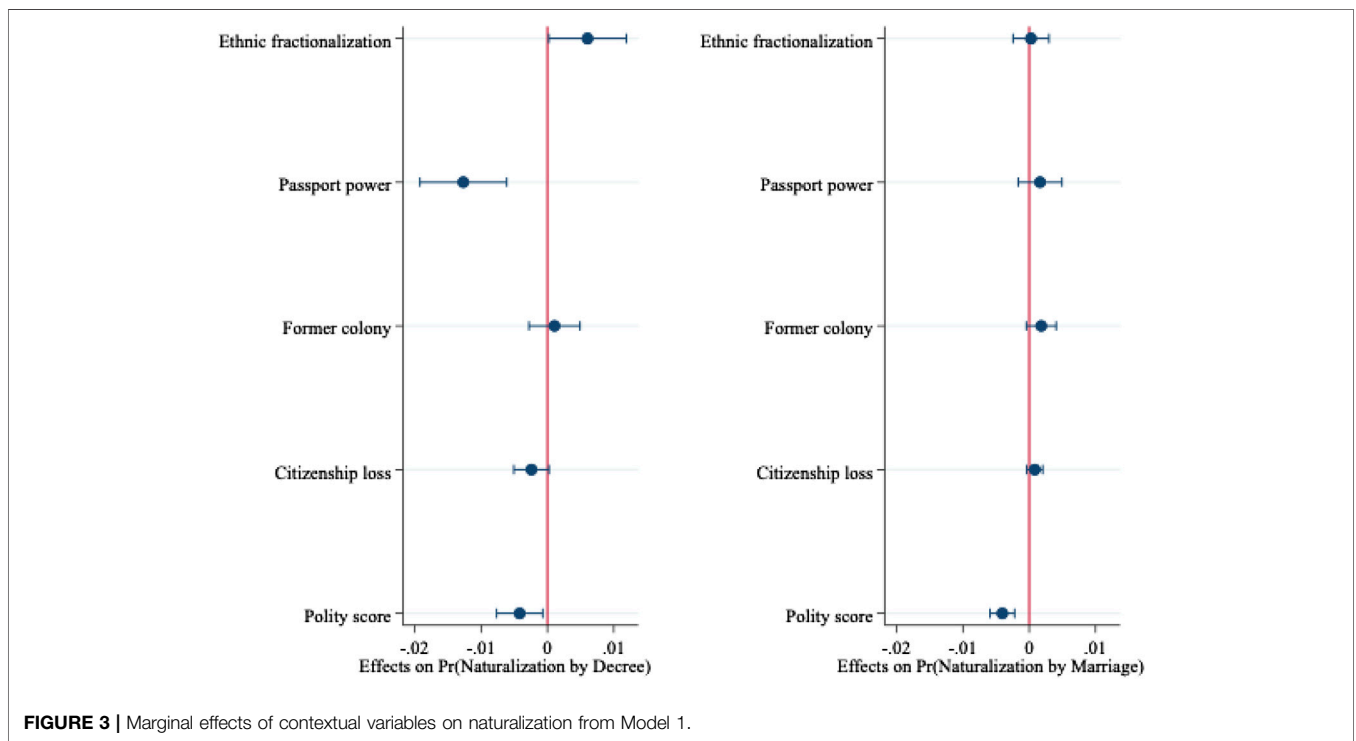 Ethnic fractionalization
Passport power
Former colony
Citizenship loss
Polity score
-.02 -.01 0 .01
Effects on Pr(Naturalization by Decree)
Ethnic fractionalization
Passport power
Former colony
Citizenship loss
Polity score
-.02 -.01 0 .01
Effects on Pr(Naturalization by Marriage)
FIGURE 3 | Marginal effects of contextual variables on naturalization from Model 1.